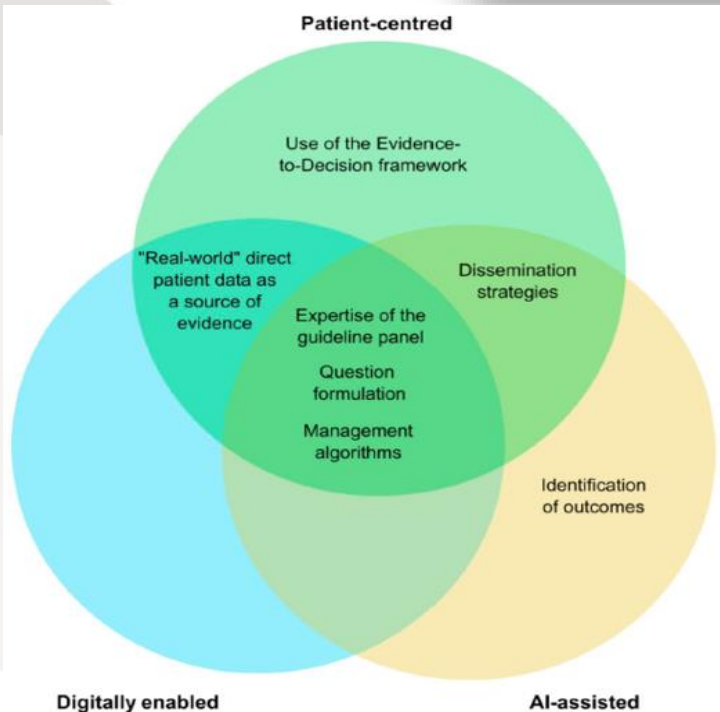 Patient-centred
Use of the Evidence-
to-Decision framework
"Real-world" direct
patient data as
a source of
evidence
Dissemination
strategies
Expertise of the
guideline panel
Question
formulation
Management
algorithms
Identification
of outcomes
Digitally enabled
AI-assisted